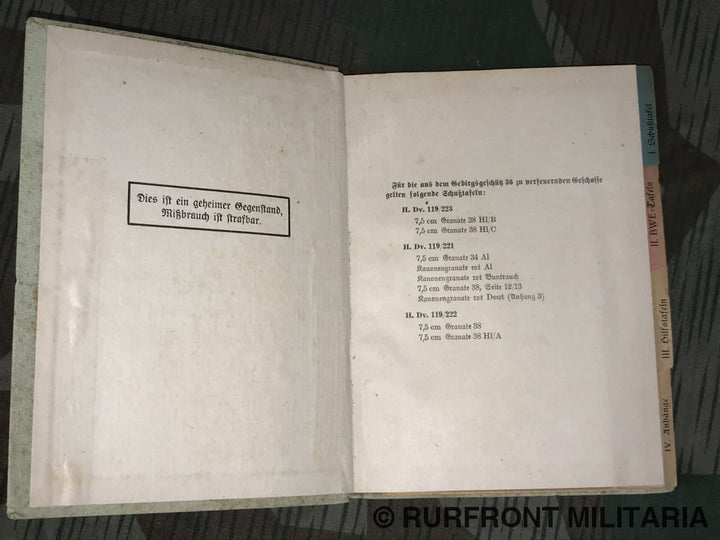 Dies ist ein geheimer Gegenstand,
Mißbrauch ist strafbar.
Für die aus dem Gebirgsgeschütz 36 zu verfeuernden Geschosse
gelten folgende Schußtafeln:
H. Dv. 119/223
7,5 cm Granate 38 Hl/B
7,5 cm Granate 38 Hl/C
H. Dv. 119/221
7,5 cm Granate 34 Al
Kanonengranate rot Al
Kanonengranate rot Buntrauch
7,5 cm Granate 38, Seite 12/13
Kanonengranate rot Deut (Anhang 3)
H. Dv. 119/222
7,5 cm Granate 38
7,5 cm Granate 38 Hl/A
I. Schußtafel
II. BWE-Tafeln
III. Hilfstafeln
IV. Anhänge
© RURFRONT MILITARIA